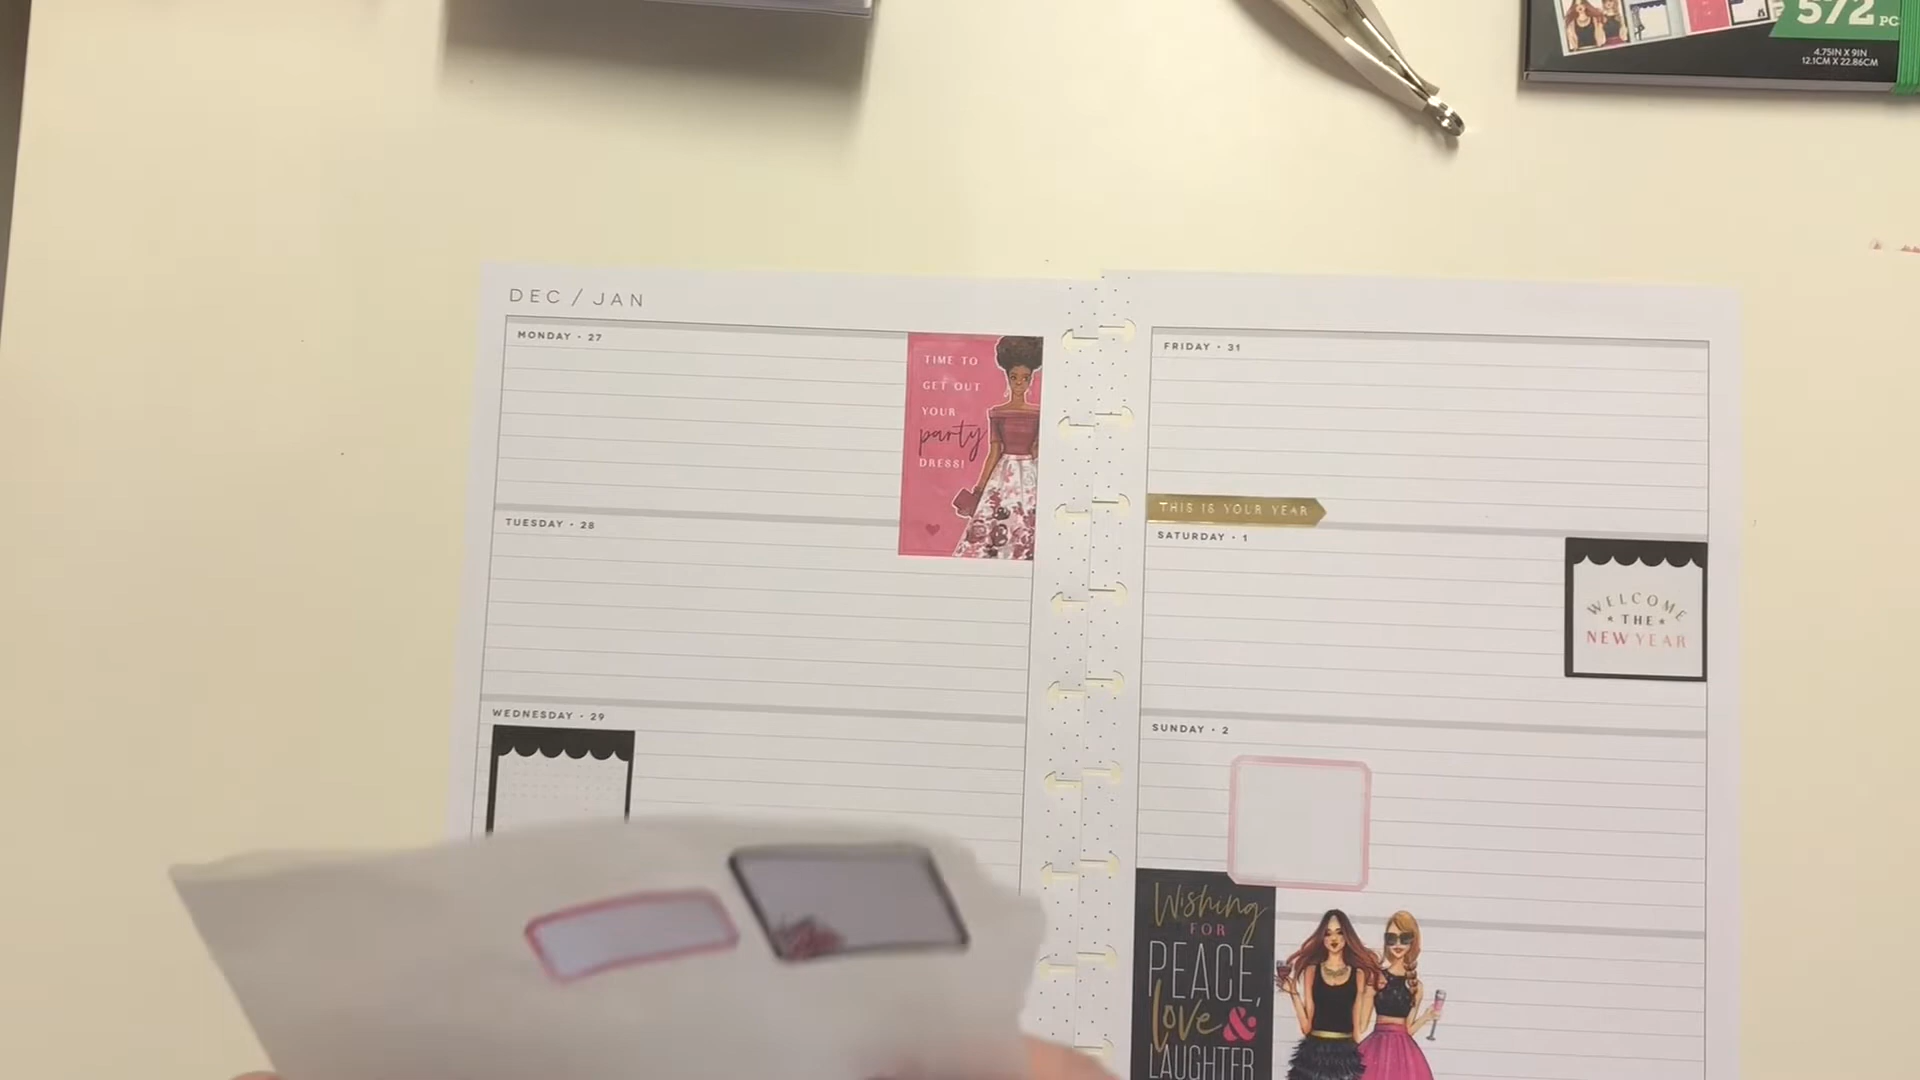 572 PC
4.75IN X 9IN
12.1CM X 22.86CM
DEC / JAN
MONDAY • 27
TIME TO
GET OUT
YOUR
party
DRESS!
TUESDAY • 28
WEDNESDAY • 29
FRIDAY • 31
THIS IS YOUR YEAR
SATURDAY • 1
WELCOME
• THE •
NEW YEAR
SUNDAY • 2
Wishing
FOR
PEACE,
love &
LAUGHTER